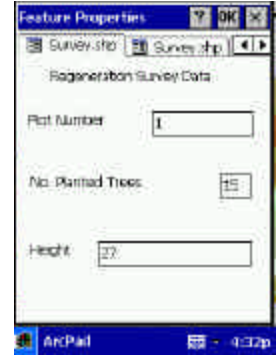 Feature Properties ? OK ×
Survey.shp Survey.shp
Regeneration Survey Data
Plot Number 1
No. Planted Trees 15
Height 27
ArcPad 4:32p